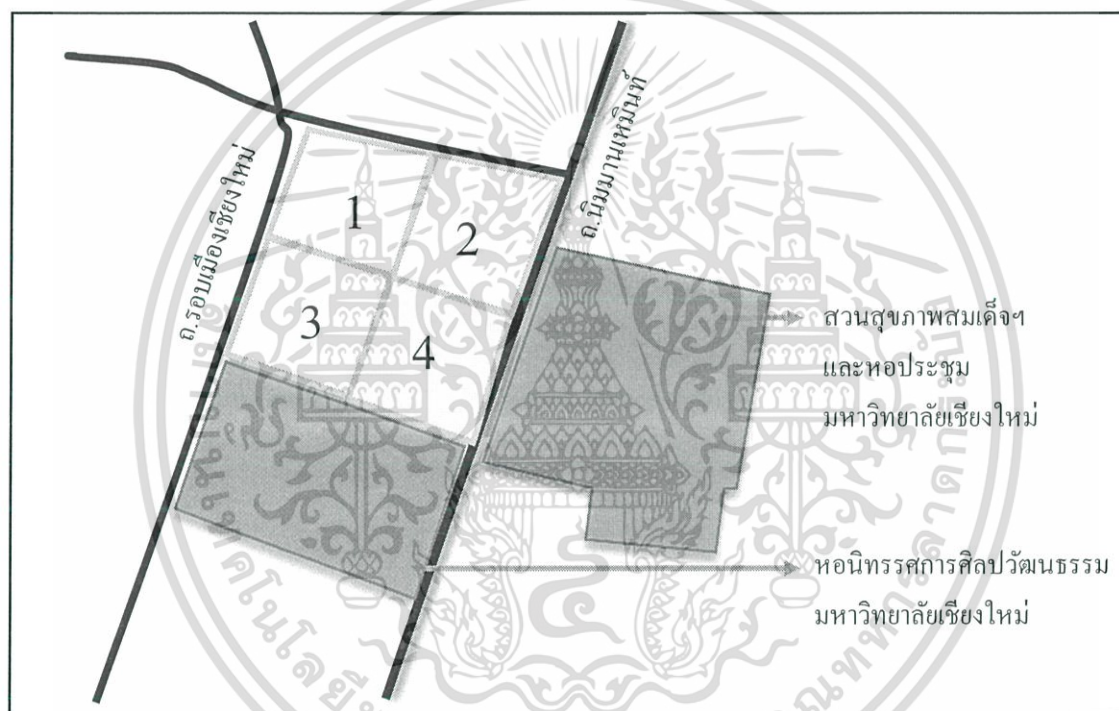 ถ.รอบเมืองเชียงใหม่
ถ.นิมมานเหมินท์
1
2
3
4
สวนสุขภาพสมเด็จฯ
และหอประชุม
มหาวิทยาลัยเชียงใหม่
หอนิทรรศการศิลปวัฒนธรรม
มหาวิทยาลัยเชียงใหม่